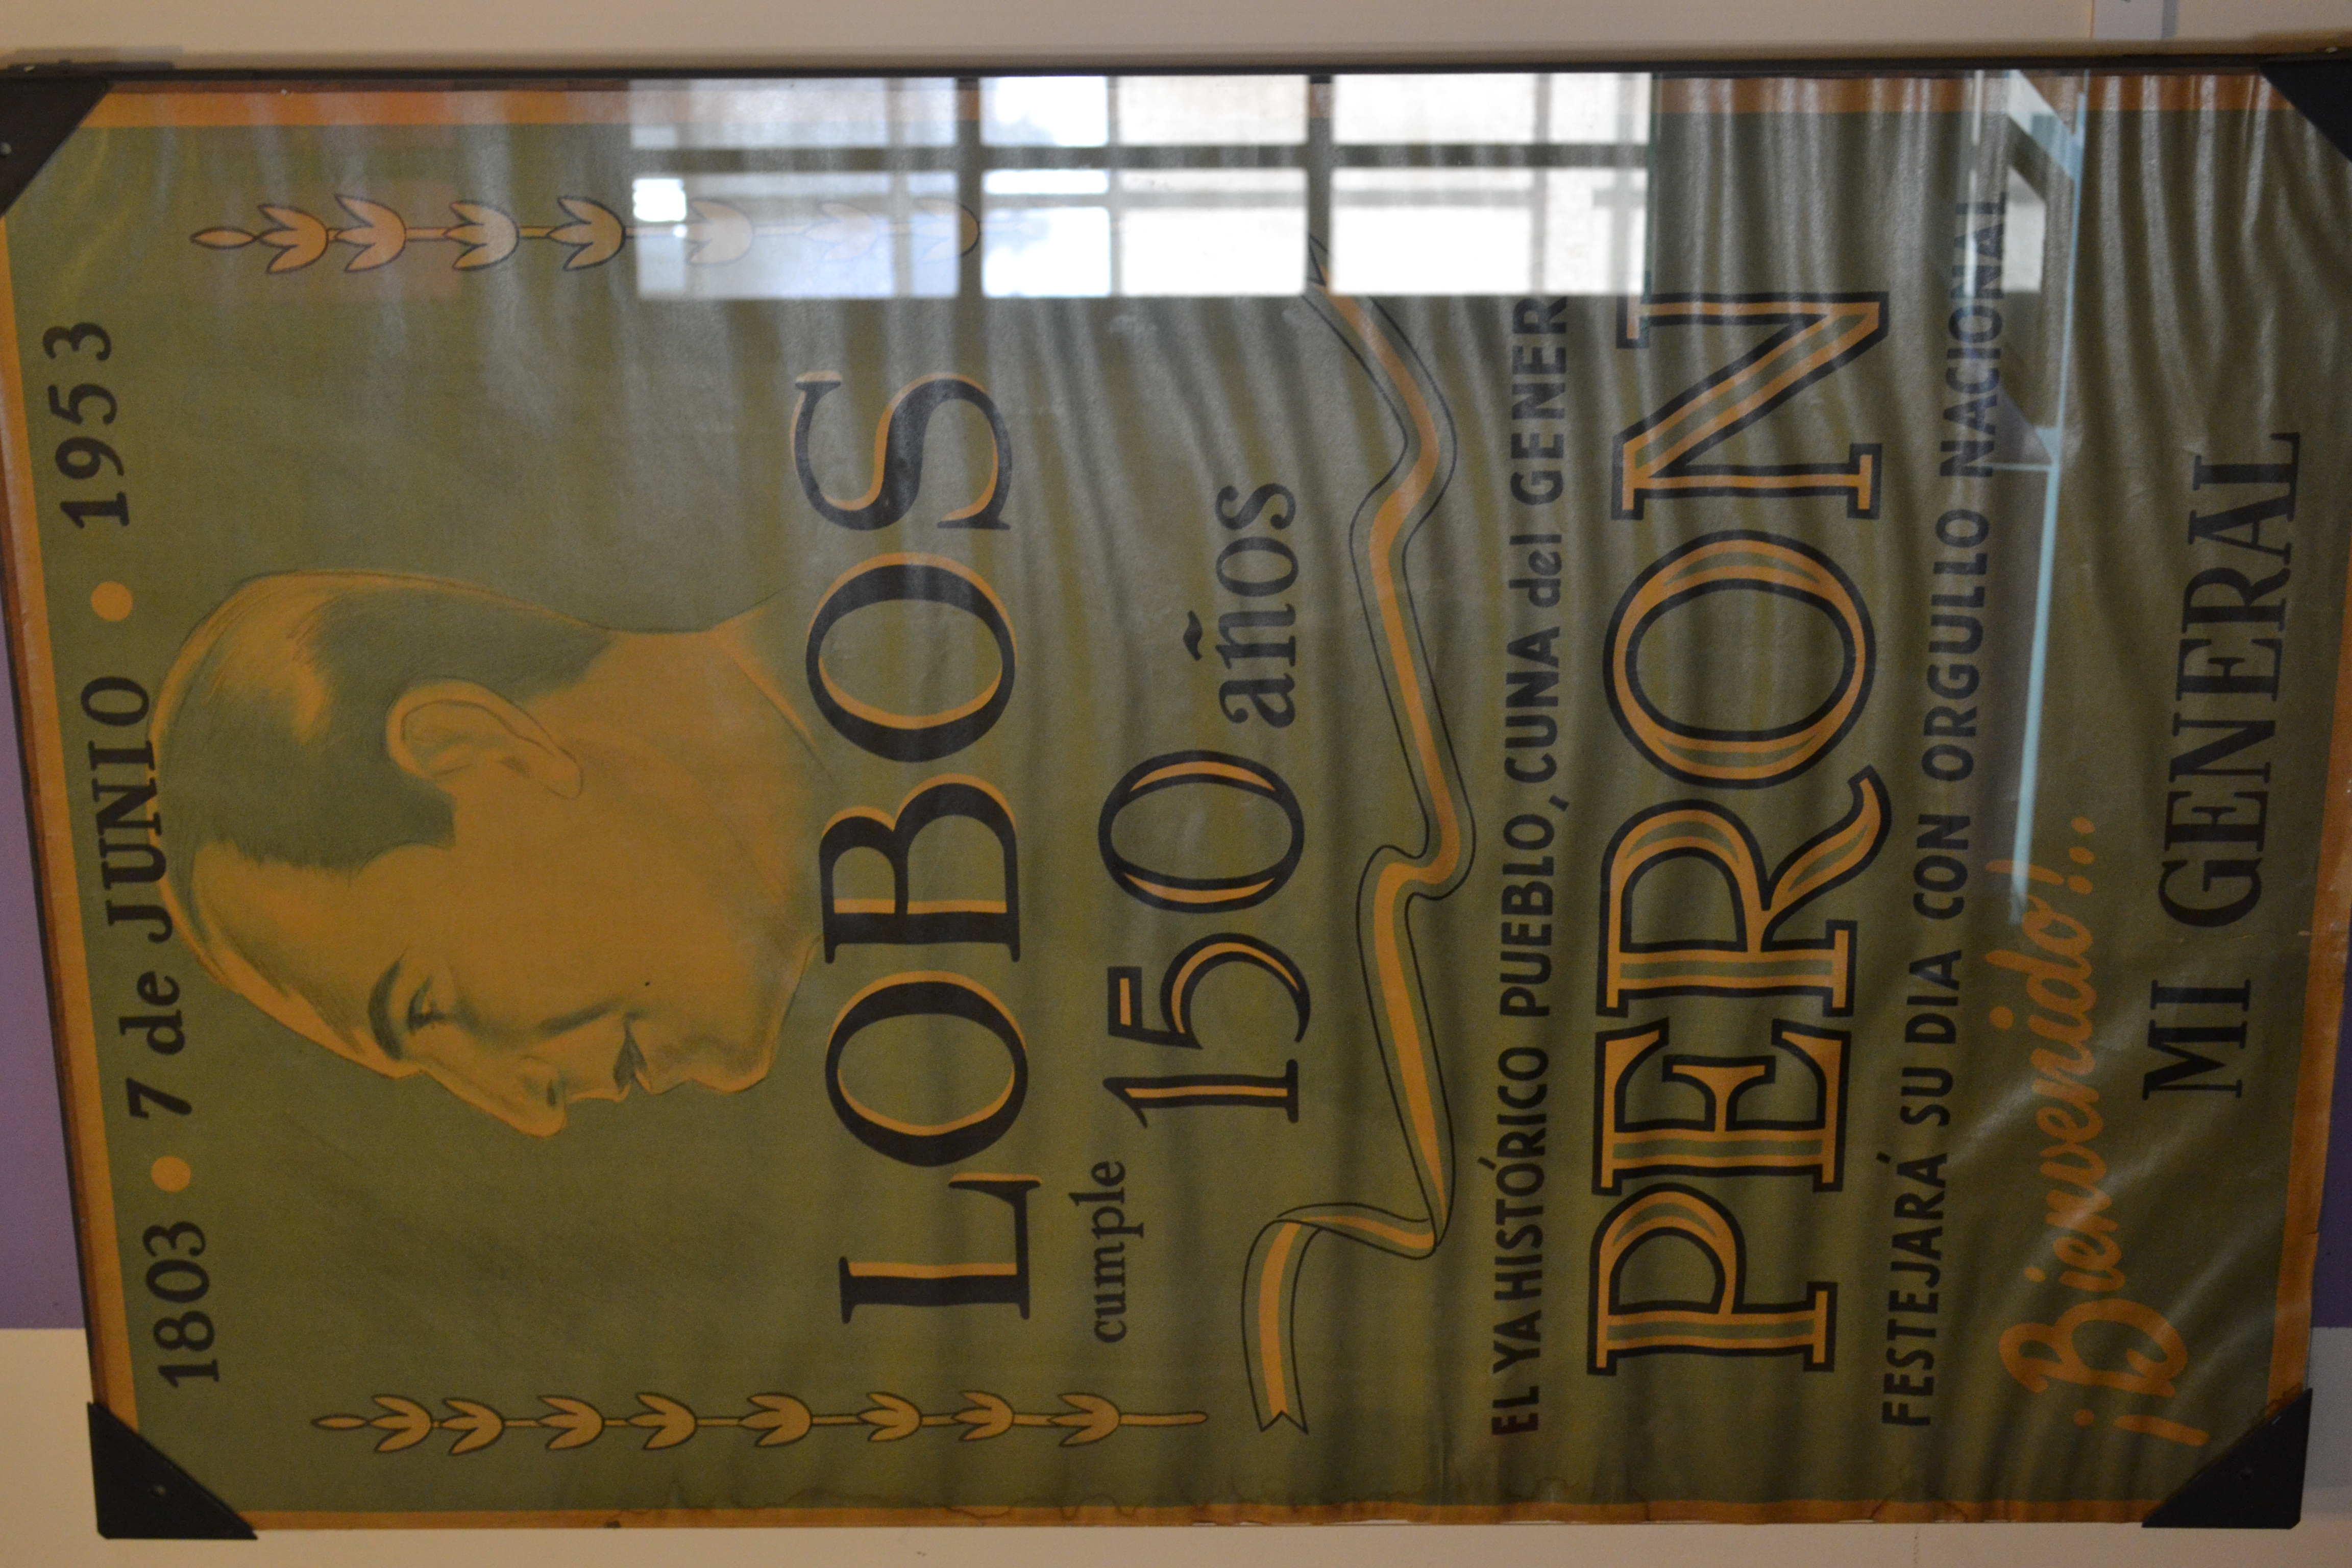 1803 • 7 de JUNIO • 1953
LOBOS
cumple
150 años
EL YA HISTÓRICO PUEBLO, CUNA del GENER
PERON
FESTEJARÁ SU DIA CON ORGULLO NACIONAL
¡Bienvenido!...
MI GENERAL